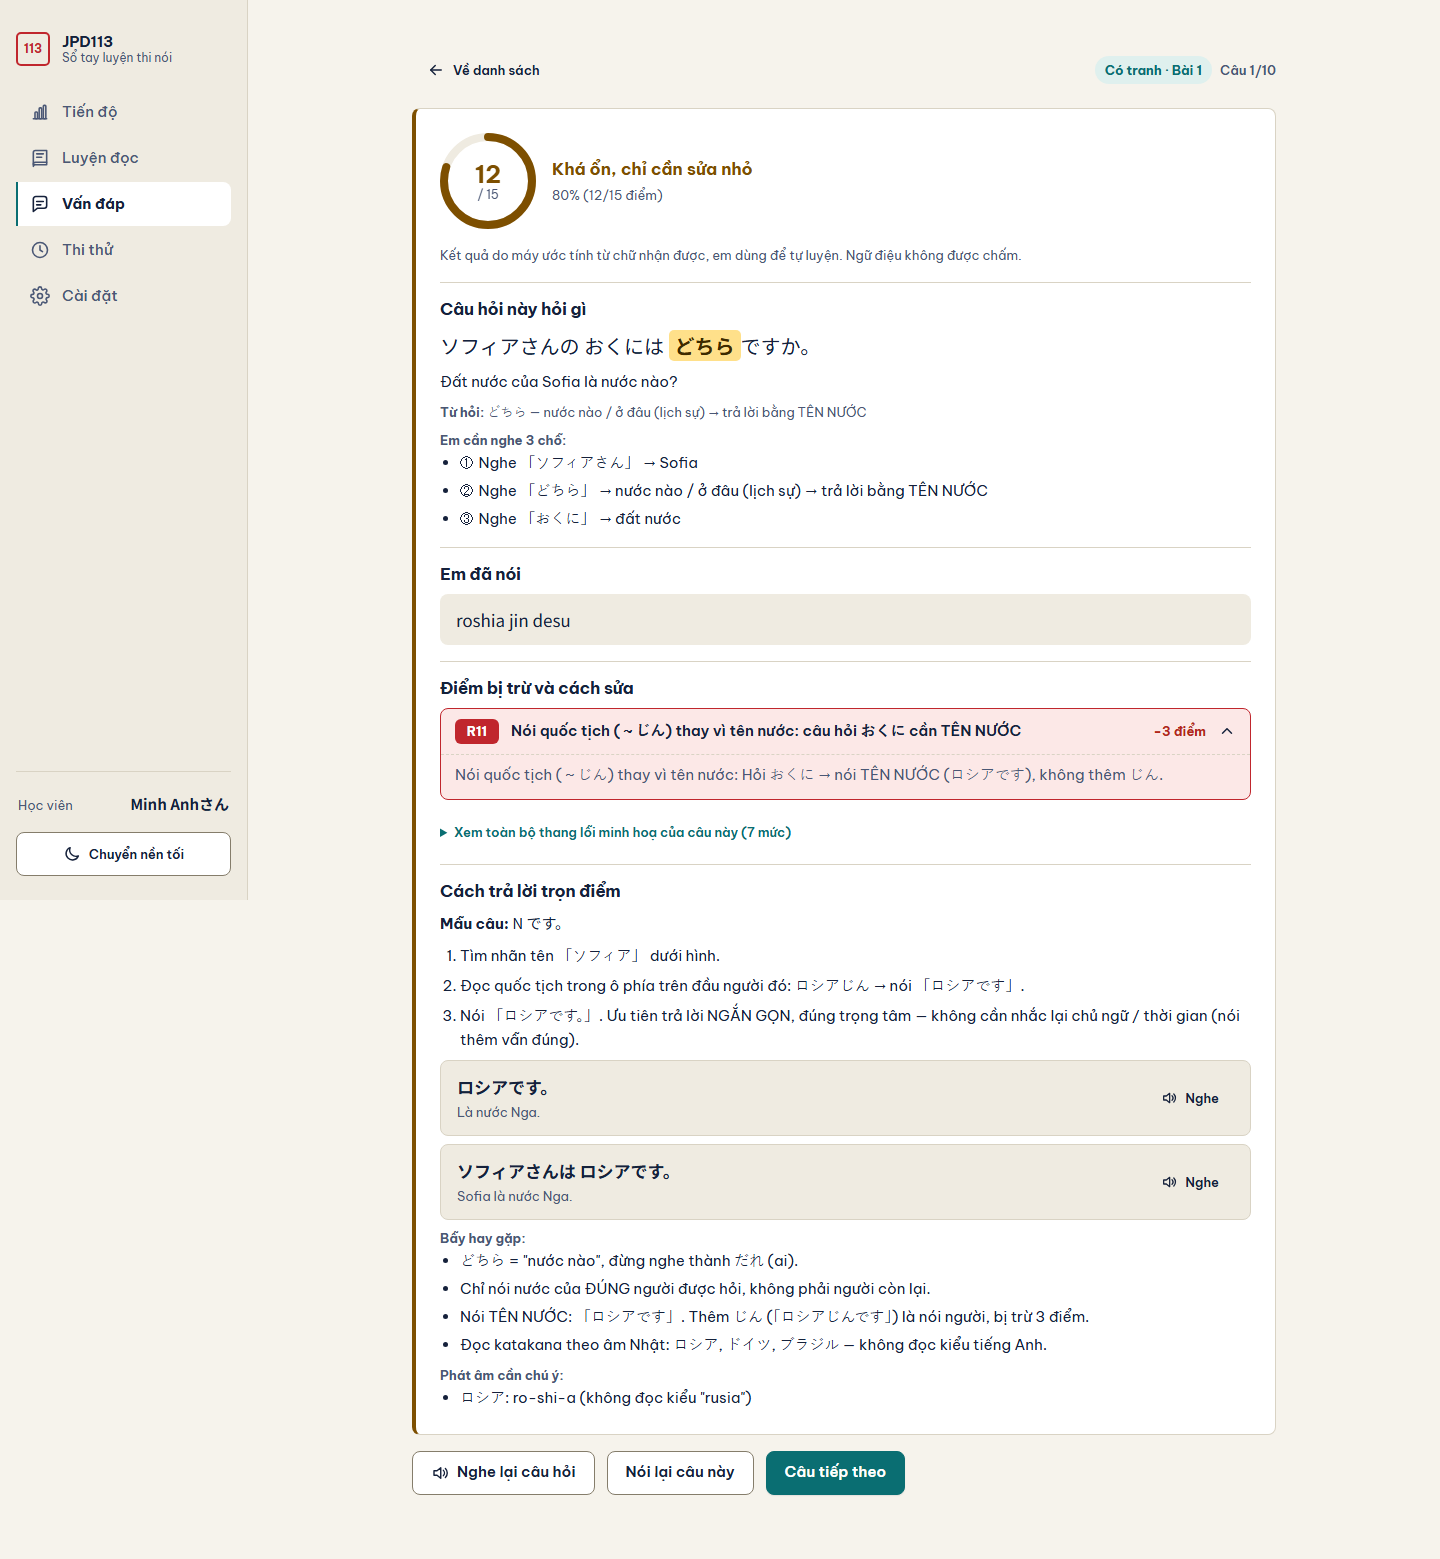 113
JPD113
Sổ tay luyện thi nói
Tiến độ
Luyện đọc
Vấn đáp
Thi thử
Cài đặt
Học viên
Minh Anhさん
Chuyển nền tối
Về danh sách
Có tranh · Bài 1
Câu 1/10
12
/ 15
Khá ổn, chỉ cần sửa nhỏ
80% (12/15 điểm)
Kết quả do máy ước tính từ chữ nhận được, em dùng để tự luyện. Ngữ điệu không được chấm.
Câu hỏi này hỏi gì
ソフィアさんの おくには どちら ですか。
Đất nước của Sofia là nước nào?
Từ hỏi: どちら — nước nào / ở đâu (lịch sự) → trả lời bằng TÊN NƯỚC
Em cần nghe 3 chỗ:
• ① Nghe 「ソフィアさん」 → Sofia
• ② Nghe 「どちら」 → nước nào / ở đâu (lịch sự) → trả lời bằng TÊN NƯỚC
• ③ Nghe 「おくに」 → đất nước
Em đã nói
roshia jin desu
Điểm bị trừ và cách sửa
R11 Nói quốc tịch (～じん) thay vì tên nước: câu hỏi おくに cần TÊN NƯỚC −3 điểm
Nói quốc tịch (～じん) thay vì tên nước: Hỏi おくに → nói TÊN NƯỚC (ロシアです), không thêm じん.
Xem toàn bộ thang lỗi minh hoạ của câu này (7 mức)
Cách trả lời trọn điểm
Mẫu câu: N です。
1. Tìm nhãn tên 「ソフィア」 dưới hình.
2. Đọc quốc tịch trong ô phía trên đầu người đó: ロシアじん → nói 「ロシアです」.
3. Nói 「ロシアです。」. Ưu tiên trả lời NGẮN GỌN, đúng trọng tâm — không cần nhắc lại chủ ngữ / thời gian (nói
thêm vẫn đúng).
ロシアです。
Là nước Nga.
Nghe
ソフィアさんは ロシアです。
Sofia là nước Nga.
Nghe
Bẫy hay gặp:
• どちら = "nước nào", đừng nghe thành だれ (ai).
• Chỉ nói nước của ĐÚNG người được hỏi, không phải người còn lại.
• Nói TÊN NƯỚC: 「ロシアです」. Thêm じん (「ロシアじんです」) là nói người, bị trừ 3 điểm.
• Đọc katakana theo âm Nhật: ロシア, ドイツ, ブラジル — không đọc kiểu tiếng Anh.
Phát âm cần chú ý:
• ロシア: ro-shi-a (không đọc kiểu "rusia")
Nghe lại câu hỏi
Nói lại câu này
Câu tiếp theo